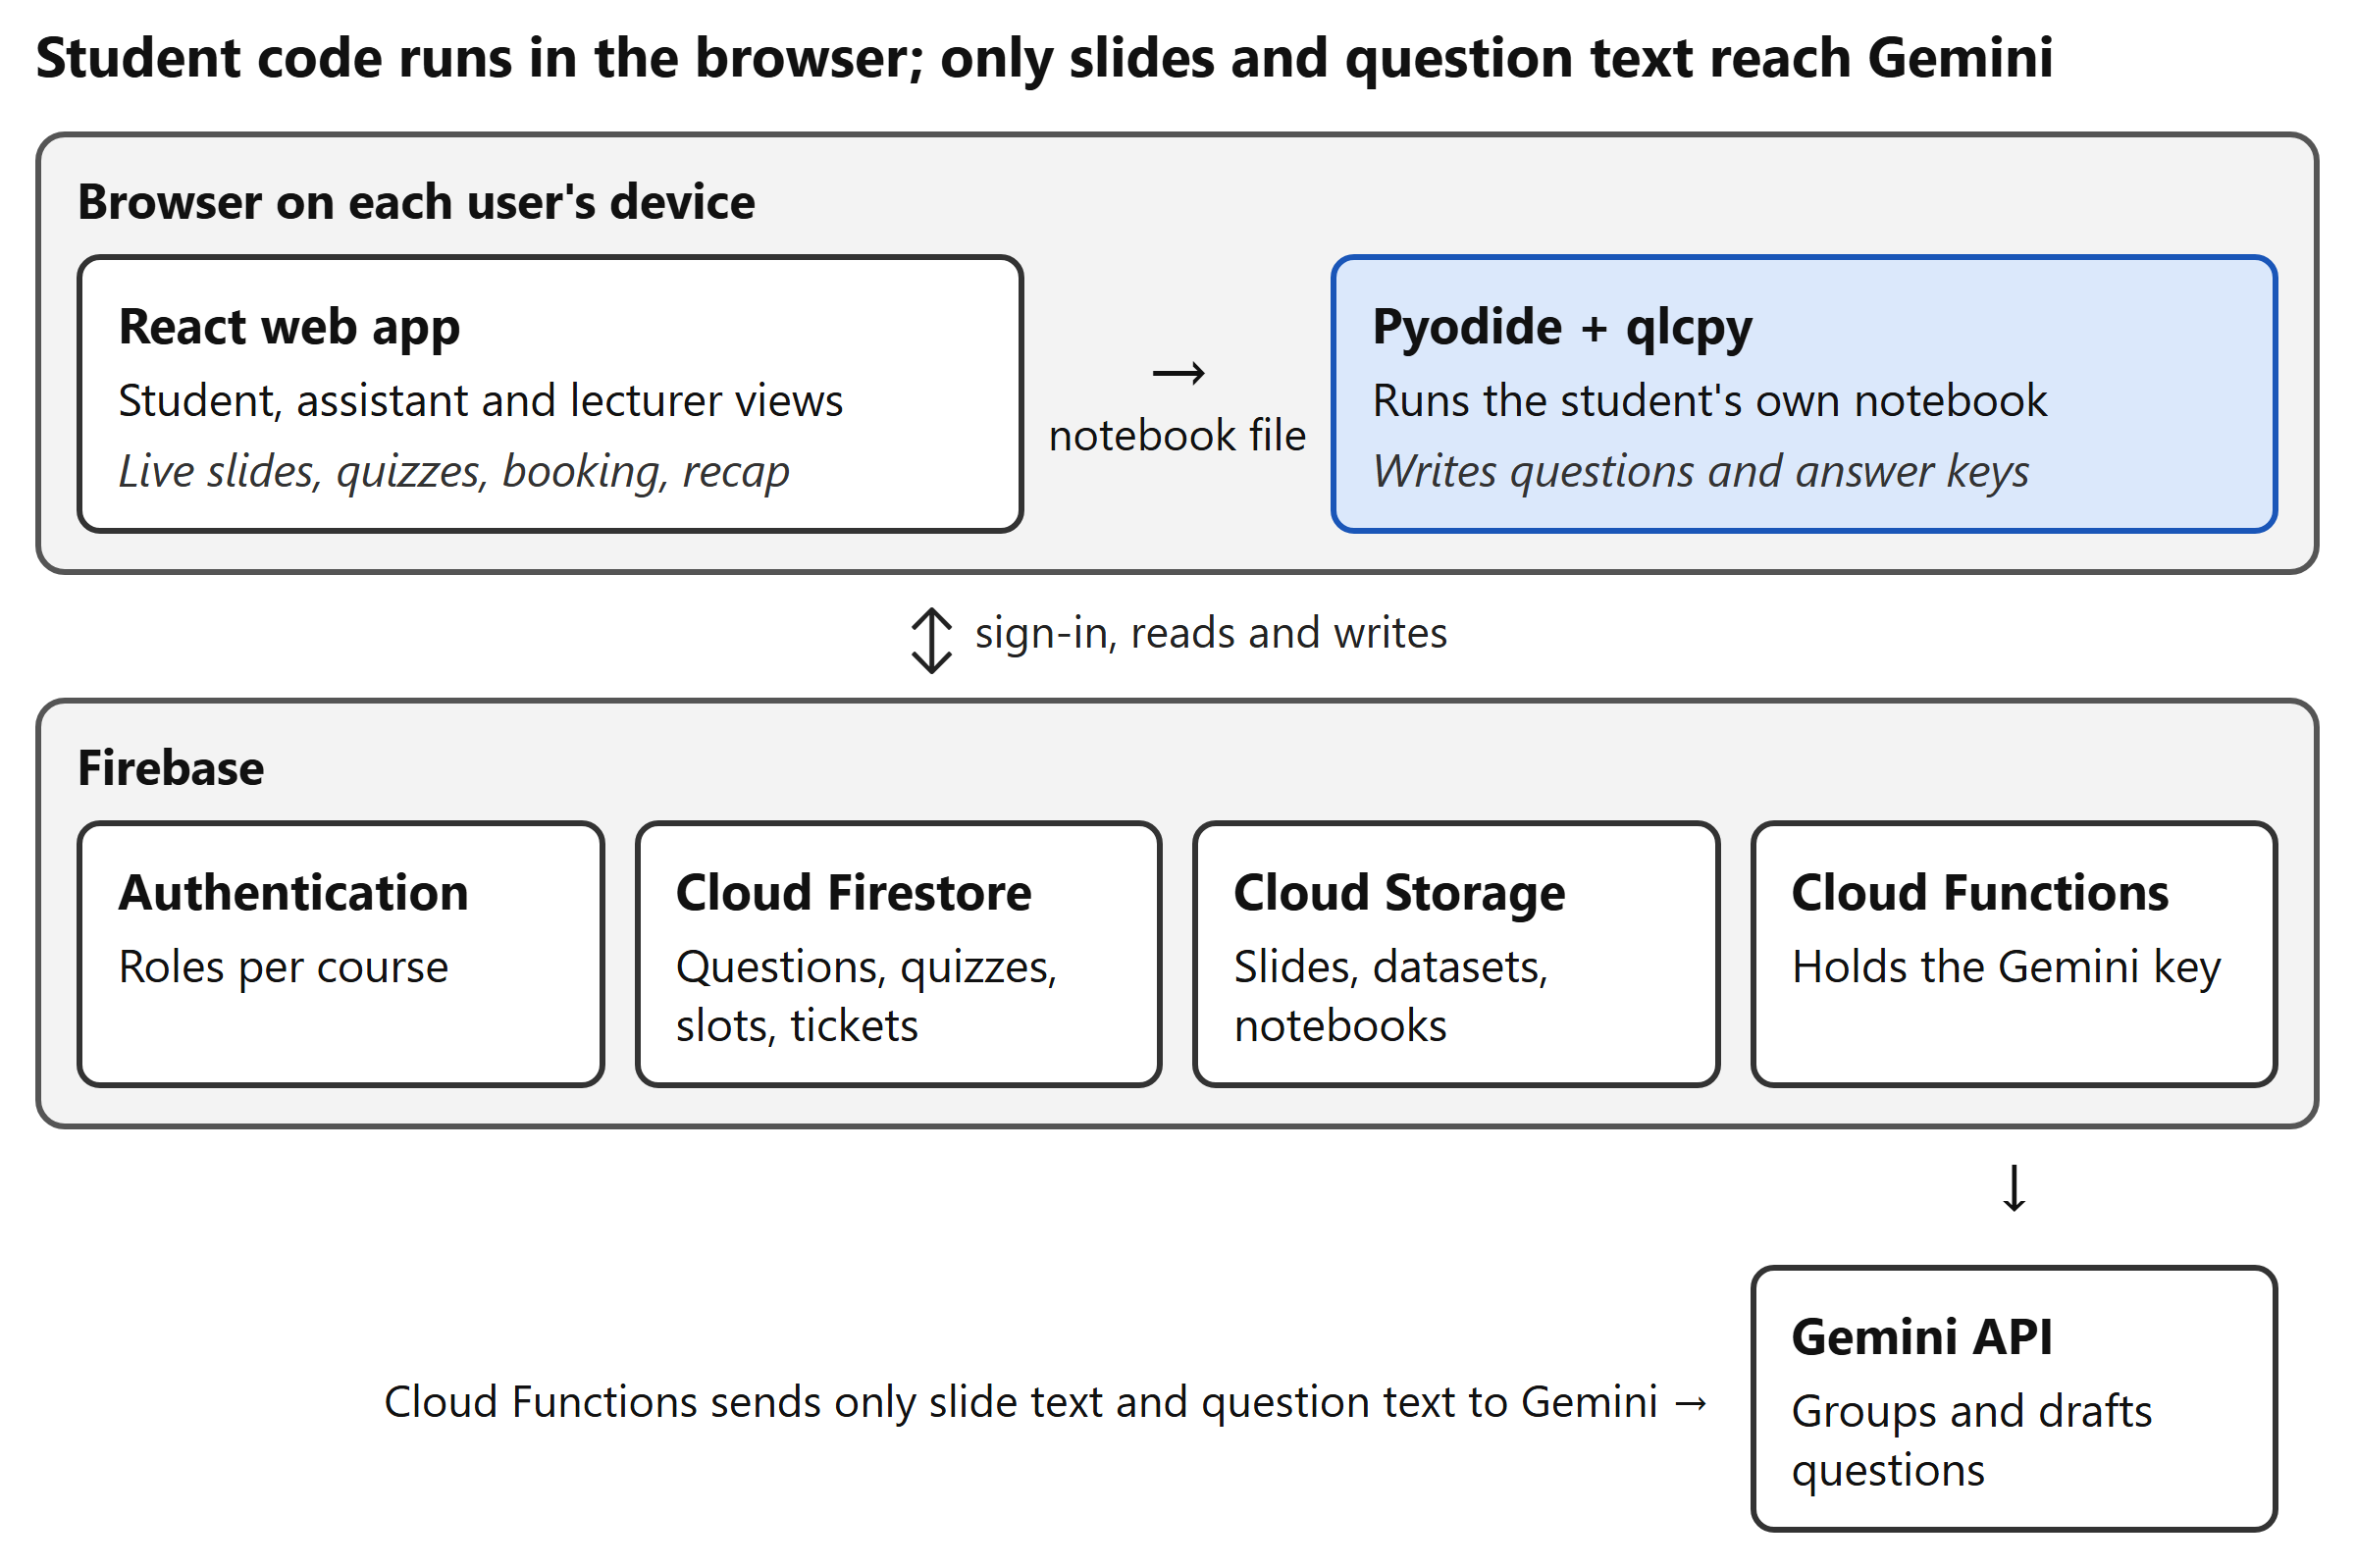 Student code runs in the browser; only slides and question text reach Gemini
Browser on each user's device
React web app
Student, assistant and lecturer views
Live slides, quizzes, booking, recap
→
notebook file
Pyodide + qlcpy
Runs the student's own notebook
Writes questions and answer keys
↕ sign-in, reads and writes
Firebase
Authentication
Roles per course
Cloud Firestore
Questions, quizzes,
slots, tickets
Cloud Storage
Slides, datasets,
notebooks
Cloud Functions
Holds the Gemini key
↓
Cloud Functions sends only slide text and question text to Gemini →
Gemini API
Groups and drafts
questions